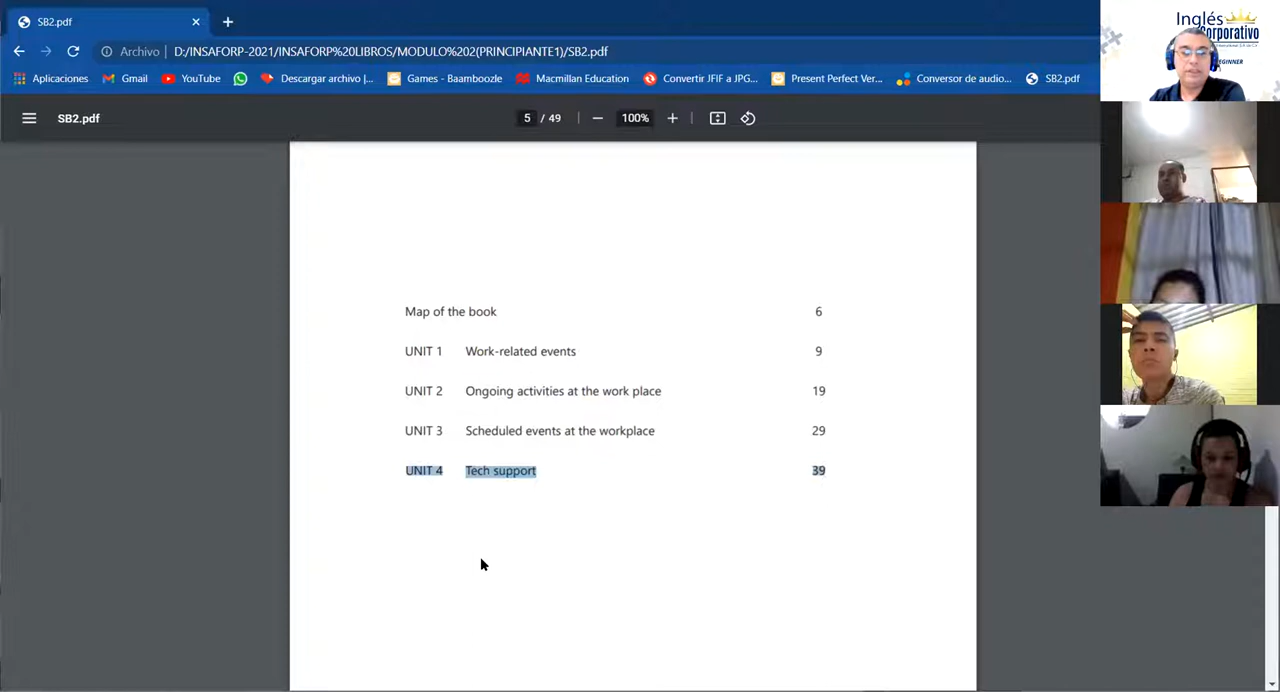 SB2.pdf
Archivo | D:/INSAFORP-2021/INSAFORP%20LIBROS/MODULO%202(PRINCIPIANTE1)/SB2.pdf
Aplicaciones Gmail YouTube Descargar archivo |... Games - Baambooz... Macmillan Education Convertir JFIF a JPG... Present Perfect Ver... Conversor de audio... SB2.pdf
SB2.pdf 5 / 49 100%
Map of the book 6
UNIT 1 Work-related events 9
UNIT 2 Ongoing activities at the work place 19
UNIT 3 Scheduled events at the workplace 29
UNIT 4 Tech support 39
Inglés
Corporativo